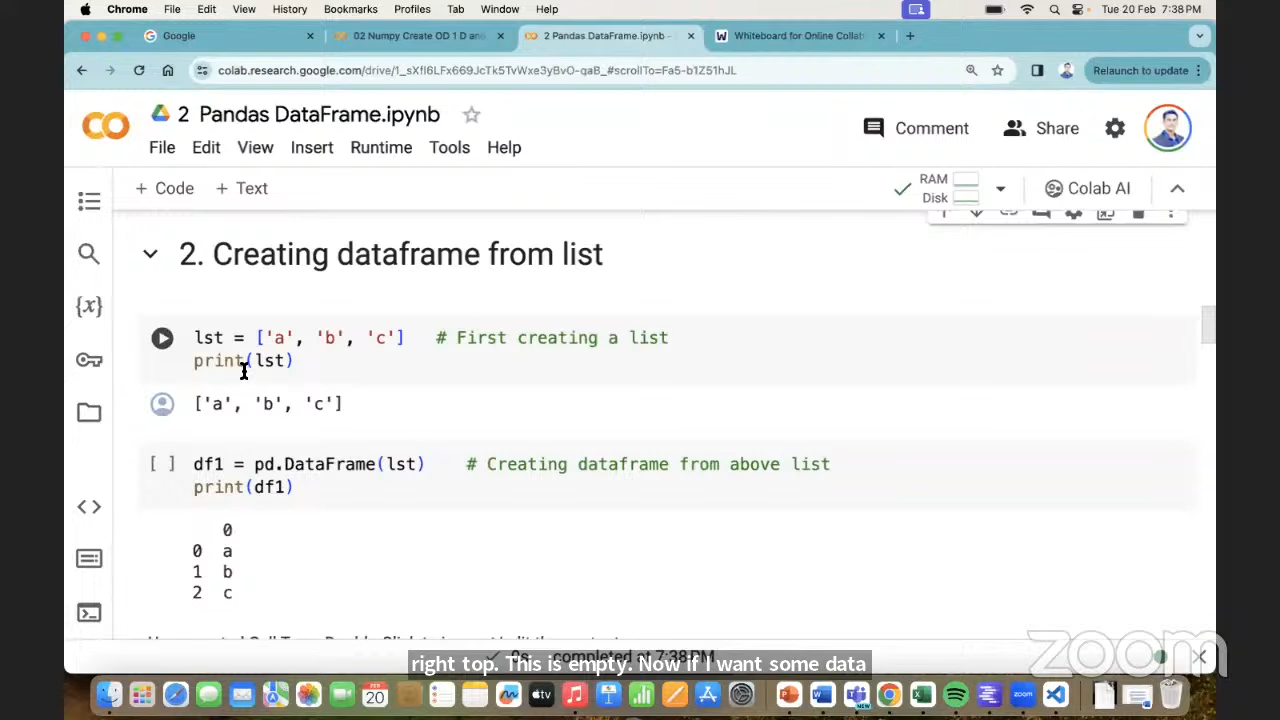 Chrome File Edit View History Bookmarks Profiles Tab Window Help Tue 20 Feb 7:38 PM
Google 02 Numpy Create OD 1 D and 2 Pandas DataFrame.ipynb - Whiteboard for Online Collab
colab.research.google.com/drive/1_sXfI6LFx669JcTk5TvWxe3yBvO-qaB_#scrollTo=Fa5-b1Z51hJL Relaunch to update
CO 2 Pandas DataFrame.ipynb
Comment Share
File Edit View Insert Runtime Tools Help
+ Code + Text RAM Disk Colab AI
2. Creating dataframe from list
lst = ['a', 'b', 'c'] # First creating a list
print(lst)
['a', 'b', 'c']
[ ] df1 = pd.DataFrame(lst) # Creating dataframe from above list
print(df1)
0
0 a
1 b
2 c
0s completed at 7:38 PM
right top. This is empty. Now if I want some data
zoom